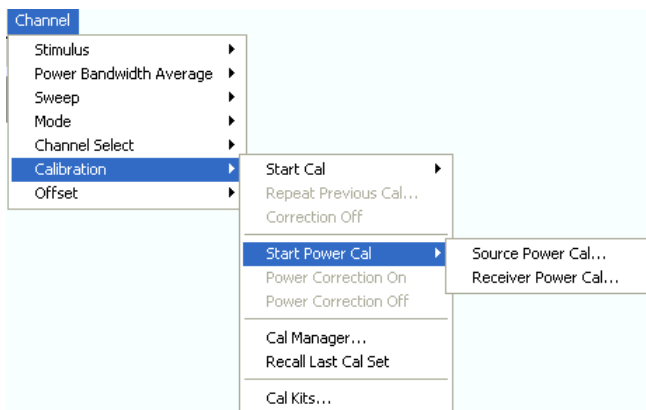 Channel
Stimulus
Power Bandwidth Average
Sweep
Mode
Channel Select
Calibration
Offset
Start Cal
Repeat Previous Cal...
Correction Off
Start Power Cal
Power Correction On
Power Correction Off
Cal Manager...
Recall Last Cal Set
Cal Kits...
Source Power Cal...
Receiver Power Cal...